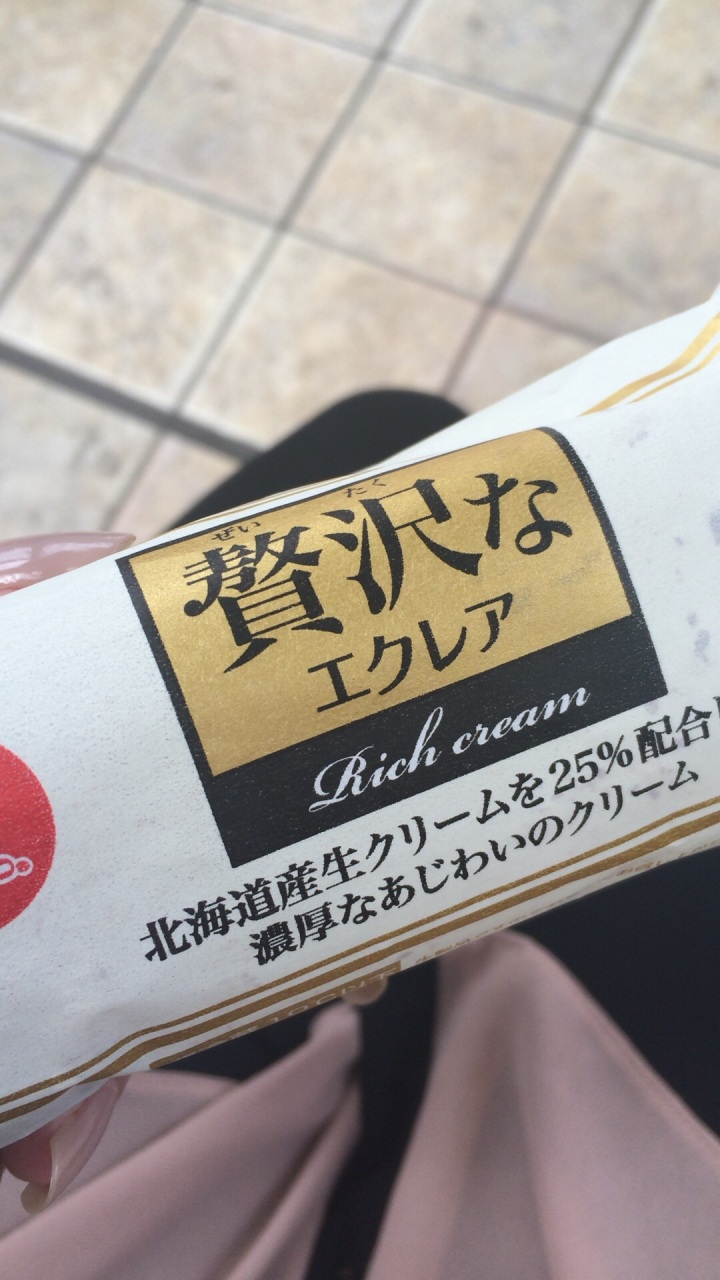 ぜいたく
贅沢な
エクレア
Rich cream
北海道産生クリームを25%配合し
濃厚なあじわいのクリーム